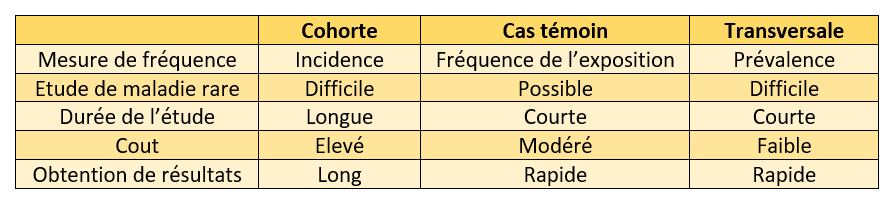 Cohorte Cas témoin Transversale
Mesure de fréquence Incidence Fréquence de l’exposition Prévalence
Etude de maladie rare Difficile Possible Difficile
Durée de l’étude Longue Courte Courte
Cout Elevé Modéré Faible
Obtention de résultats Long Rapide Rapide